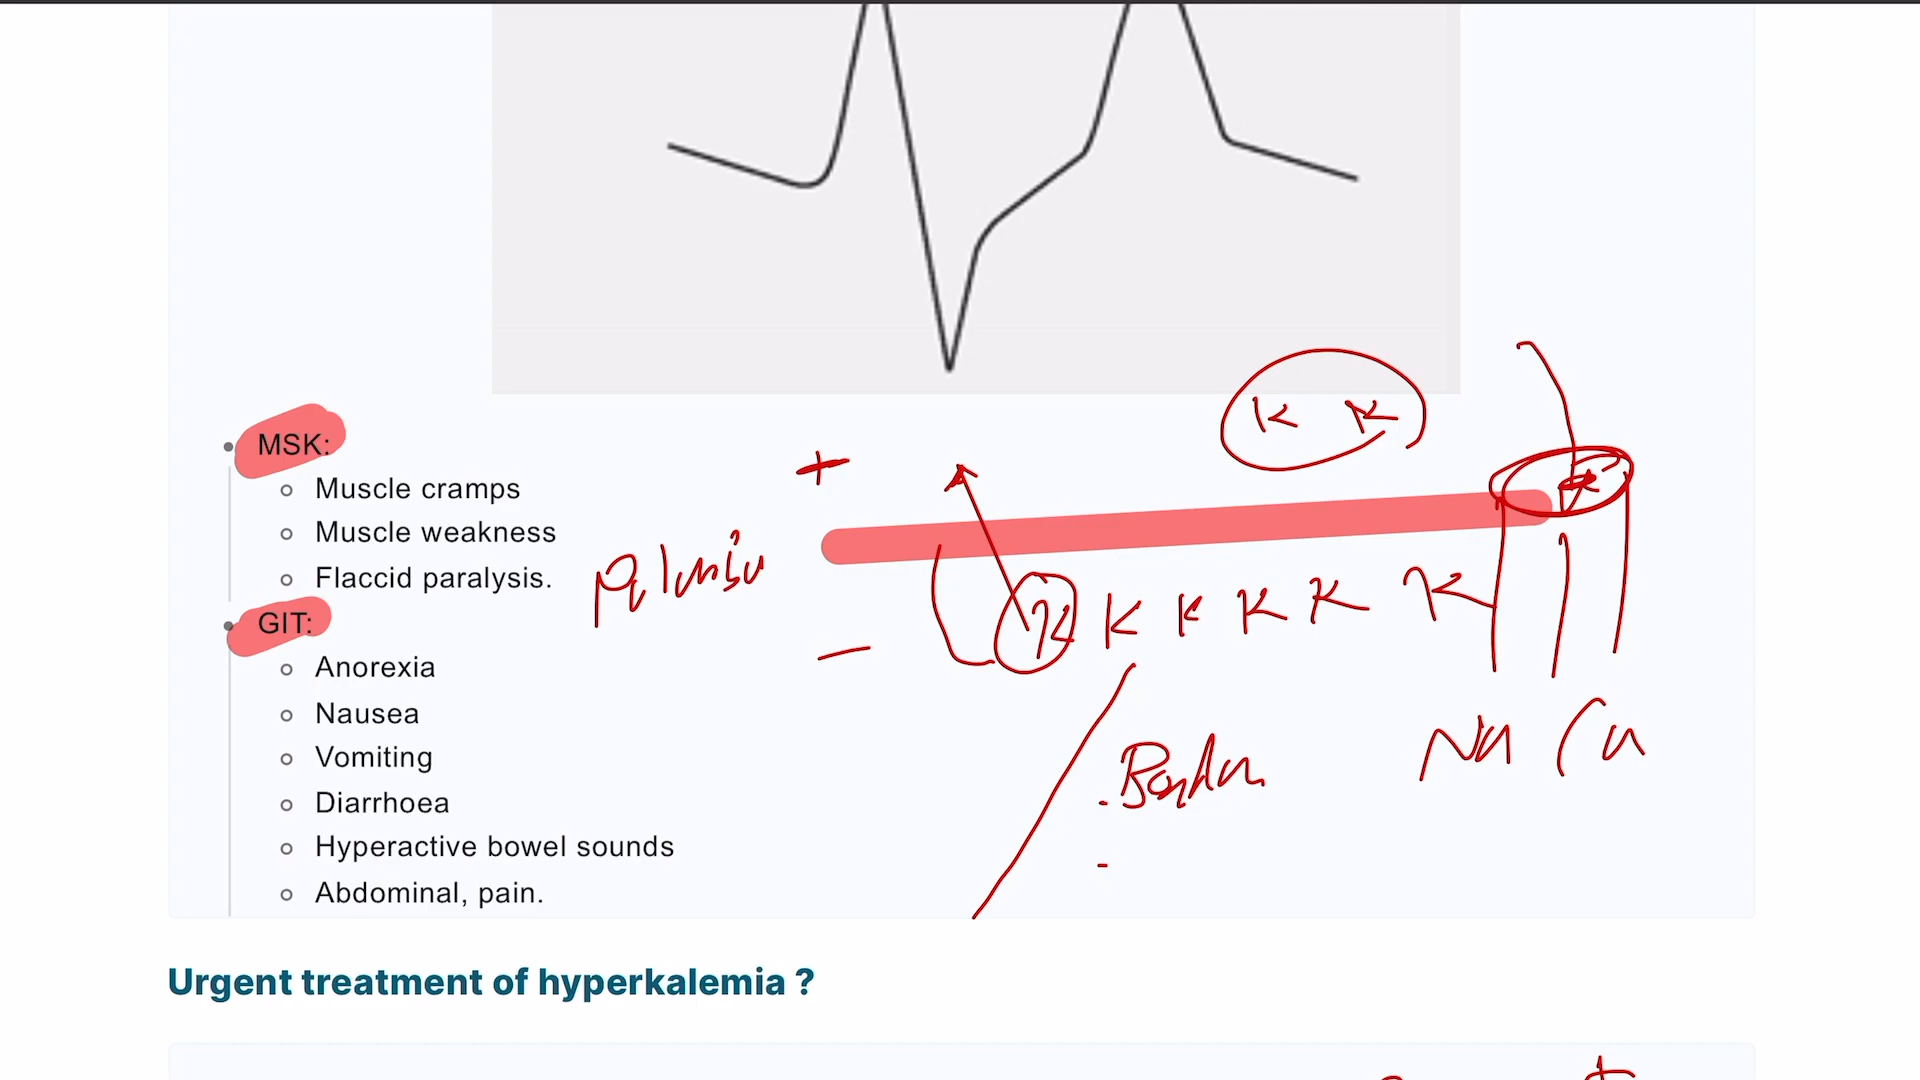 K K
MSK:
+
Muscle cramps
Muscle weakness
Flaccid paralysis.
K K K K K K
GIT:
−
Anorexia
Nausea
Na Ca
Vomiting
Diarrhoea
Hyperactive bowel sounds
Abdominal, pain.
Urgent treatment of hyperkalemia ?